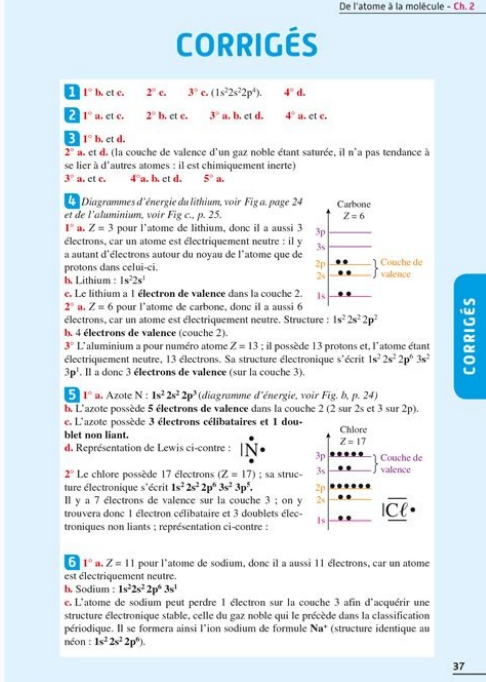 De l'atome à la molécule - Ch. 2
CORRIGÉS
1 1° b. et c. 2° c. 3° c. (1s²2s²2p⁴). 4° d.
2 1° a. et c. 2° b. et c. 3° a. b. et d. 4° a. et c.
3 1° b. et d.
2° a. et d. (la couche de valence d'un gaz noble étant saturée, il n'a pas tendance à
se lier à d'autres atomes : il est chimiquement inerte)
3° a. et c. 4° a. b. et d. 5° a.
4 Diagrammes d'énergie du lithium, voir Fig a. page 24
et de l'aluminium, voir Fig c., p. 25.
1° a. Z = 3 pour l'atome de lithium, donc il a aussi 3
électrons, car un atome est électriquement neutre : il y
a autant d'électrons autour du noyau de l'atome que de
protons dans celui-ci.
b. Lithium : 1s²2s¹
c. Le lithium a 1 électron de valence dans la couche 2.
2° a. Z = 6 pour l'atome de carbone, donc il a aussi 6
électrons, car un atome est électriquement neutre. Structure : 1s² 2s² 2p²
b. 4 électrons de valence (couche 2).
3° L'aluminium a pour numéro atome Z = 13 ; il possède 13 protons et, l'atome étant
électriquement neutre, 13 électrons. Sa structure électronique s'écrit 1s² 2s² 2p⁶ 3s²
3p¹. Il a donc 3 électrons de valence (sur la couche 3).
Carbone
Z = 6
3p
3s
2p
2s
1s
Couche de
valence
5 1° a. Azote N : 1s² 2s² 2p³ (diagramme d'énergie, voir Fig. b, p. 24)
b. L'azote possède 5 électrons de valence dans la couche 2 (2 sur 2s et 3 sur 2p).
c. L'azote possède 3 électrons célibataires et 1 dou-
blet non liant.
d. Représentation de Lewis ci-contre : |N•
2° Le chlore possède 17 électrons (Z = 17) ; sa struc-
ture électronique s'écrit 1s² 2s² 2p⁶ 3s² 3p⁵.
Il y a 7 électrons de valence sur la couche 3 ; on y
trouvera donc 1 électron célibataire et 3 doublets élec-
troniques non liants ; représentation ci-contre :
Chlore
Z = 17
3p
3s
2p
2s
1s
Couche de
valence
|Cℓ•
6 1° a. Z = 11 pour l'atome de sodium, donc il a aussi 11 électrons, car un atome
est électriquement neutre.
b. Sodium : 1s²2s² 2p⁶ 3s¹
c. L'atome de sodium peut perdre 1 électron sur la couche 3 afin d'acquérir une
structure électronique stable, celle du gaz noble qui le précède dans la classification
périodique. Il se formera ainsi l'ion sodium de formule Na⁺ (structure identique au
néon : 1s² 2s² 2p⁶).
CORRIGÉS
37